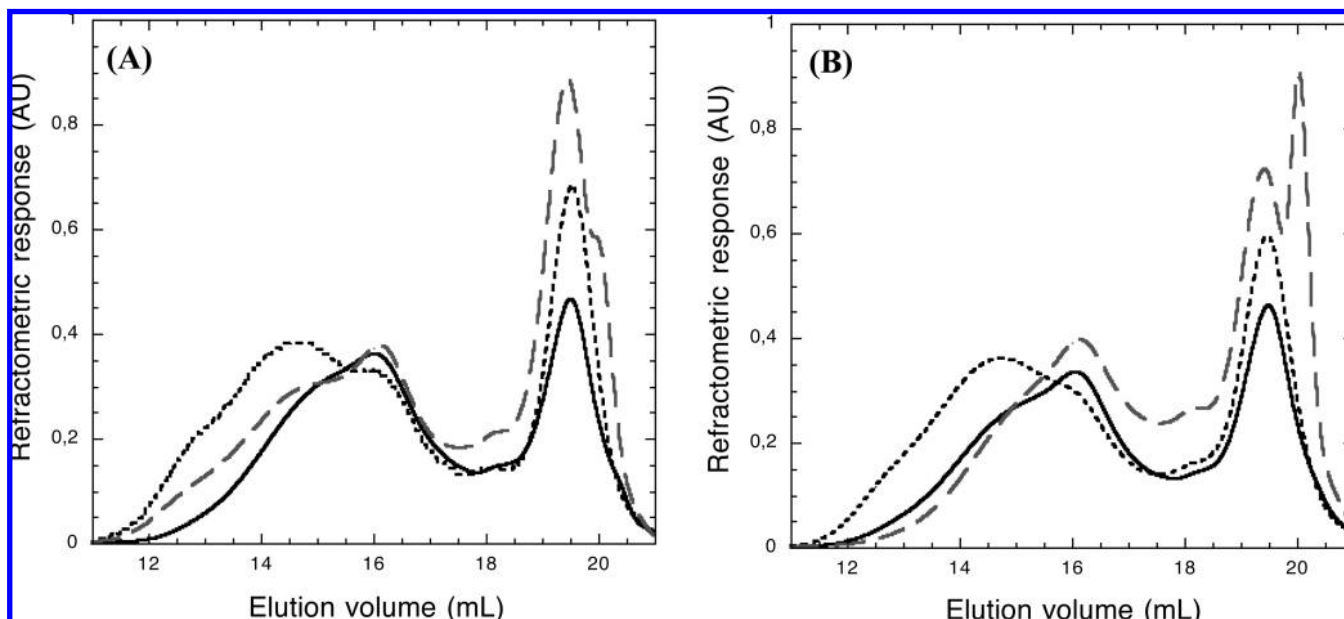 (A)
Refractometric response (AU)
1
0,8
0,6
0,4
0,2
0
12 14 16 18 20
Elution volume (mL)
(B)
Refractometric response (AU)
1
0,8
0,6
0,4
0,2
0
12 14 16 18 20
Elution volume (mL)